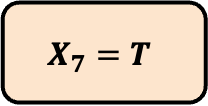 X₇ = T